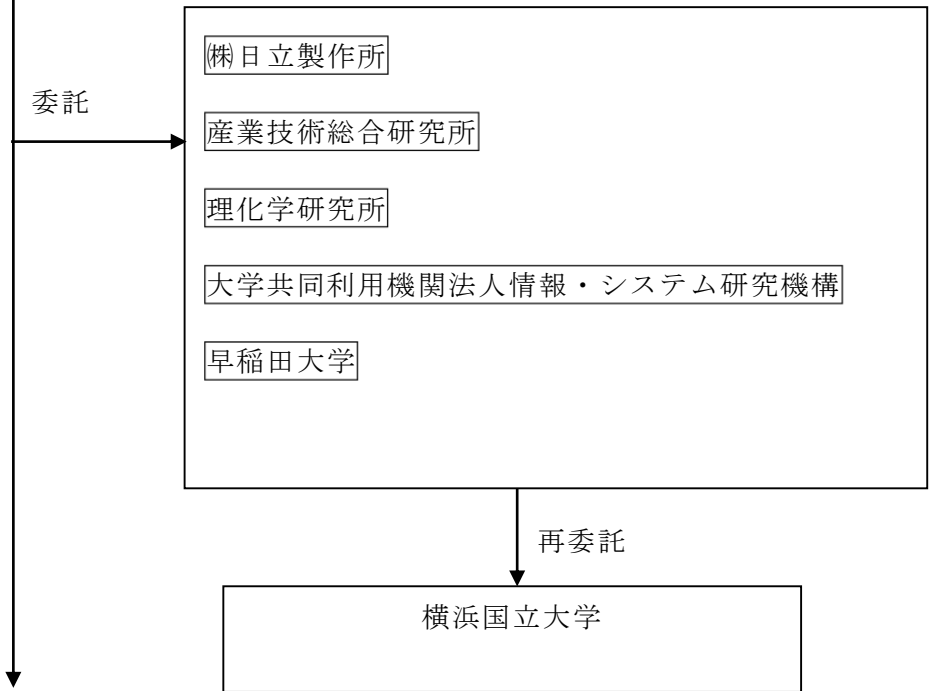 ㈱日立製作所
委託
産業技術総合研究所
理化学研究所
大学共同利用機関法人情報・システム研究機構
早稲田大学
再委託
横浜国立大学